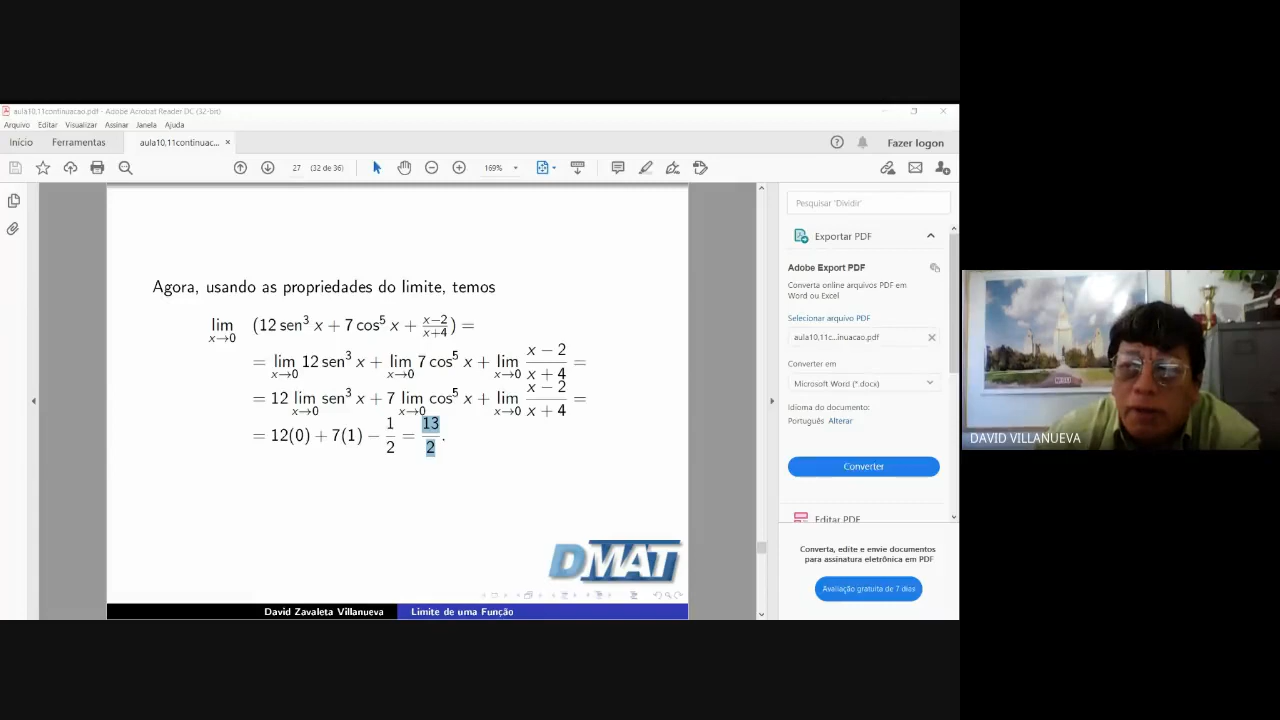 aula10,11continuacao.pdf - Adobe Acrobat Reader DC (32-bit)
Arquivo Editar Visualizar Assinar Janela Ajuda
Início Ferramentas aula10,11continuac... × Fazer logon
27 (32 de 36) 169%
Agora, usando as propriedades do limite, temos
lim x→0 (12 sen³ x + 7 cos⁵ x + (x−2)/(x+4)) =
= lim x→0 12 sen³ x + lim x→0 7 cos⁵ x + lim x→0 (x − 2)/(x + 4) =
= 12 lim x→0 sen³ x + 7 lim x→0 cos⁵ x + lim x→0 (x − 2)/(x + 4) =
= 12(0) + 7(1) − 1/2 = 13/2.
DMAT
David Zavaleta Villanueva Limite de uma Função
Pesquisar 'Dividir'
Exportar PDF
Adobe Export PDF
Converta online arquivos PDF em
Word ou Excel
Selecionar arquivo PDF
aula10,11c...inuacao.pdf
Converter em
Microsoft Word (*.docx)
Idioma do documento:
Português Alterar
Converter
Editar PDF
Converta, edite e envie documentos
para assinatura eletrônica em PDF
Avaliação gratuita de 7 dias
DAVID VILLANUEVA